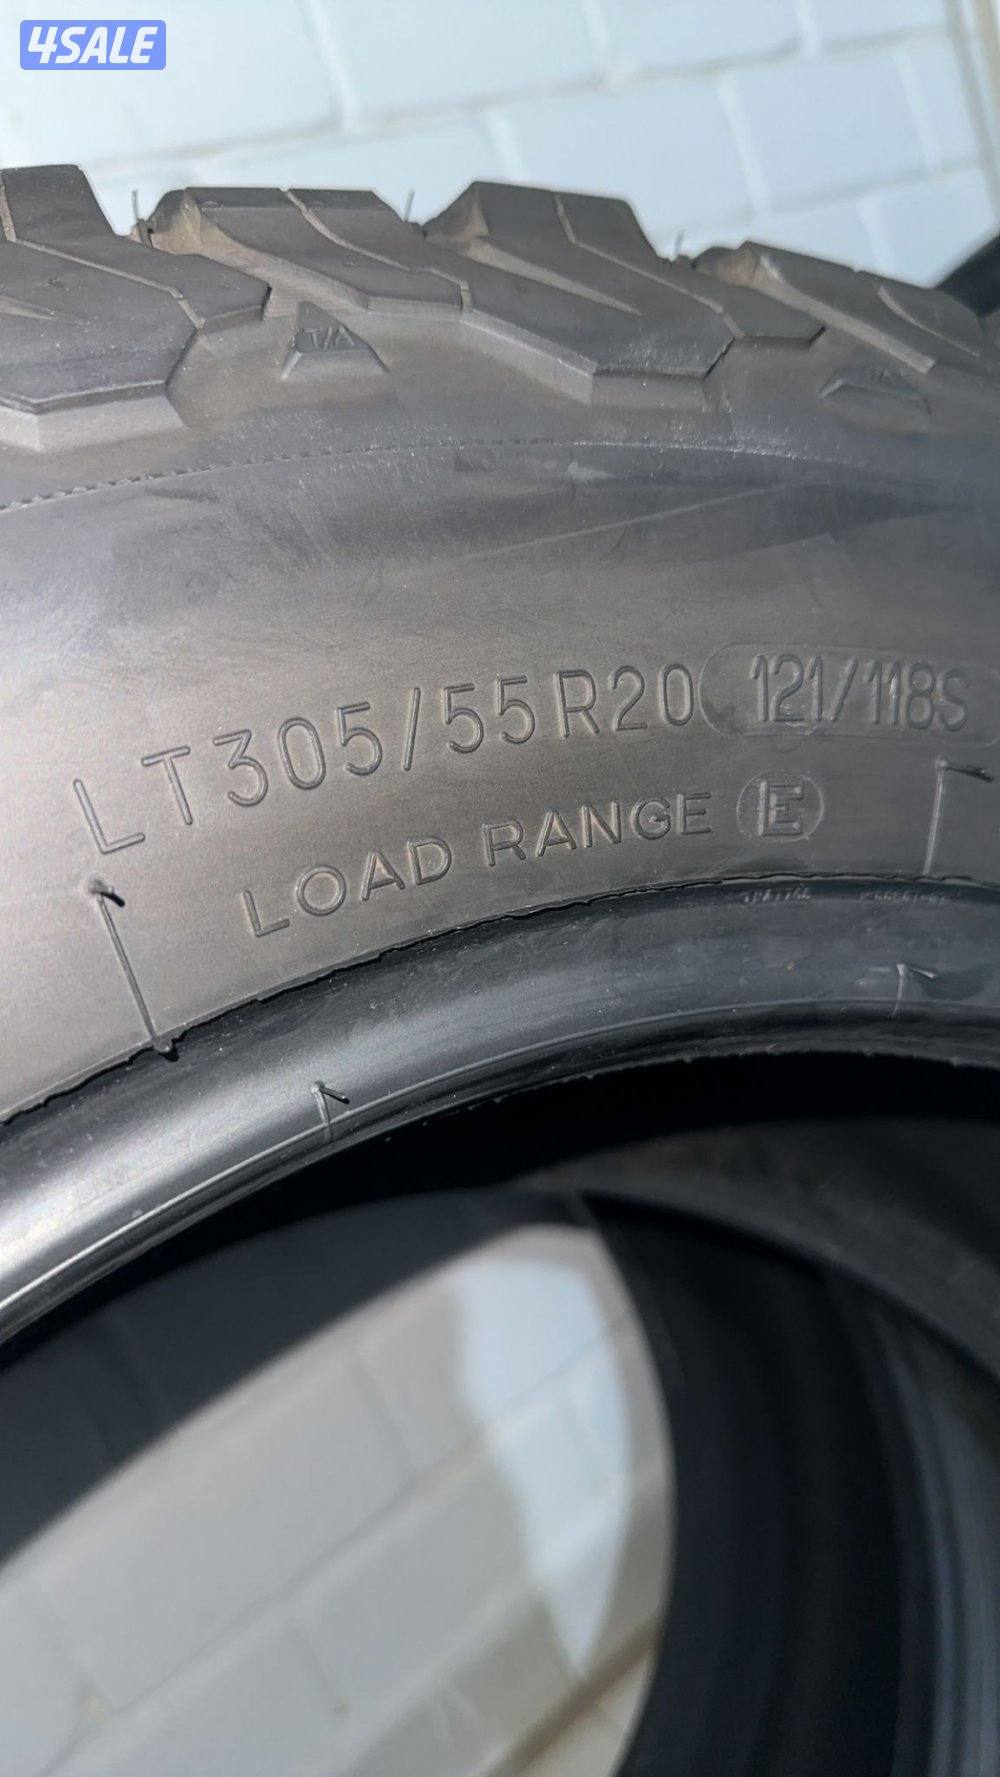 4SALE
T/A
LT305/55R20 121/118S
LOAD RANGE E